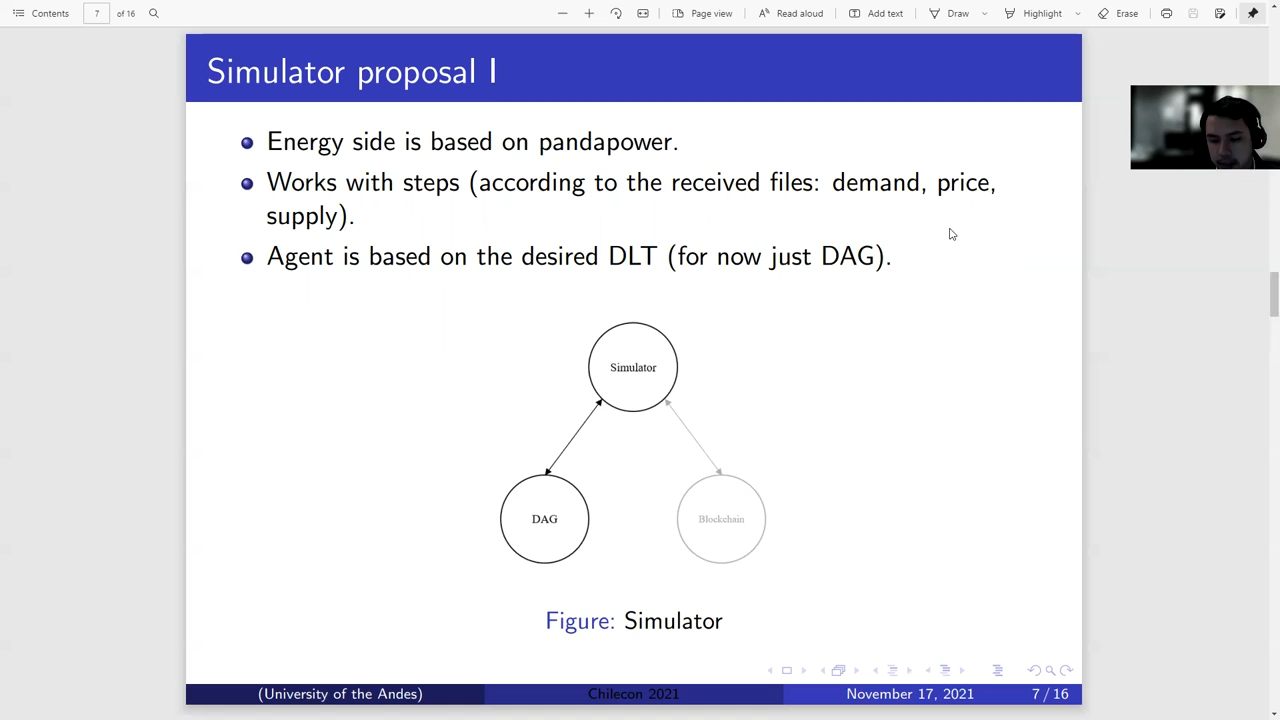 Contents
7
of 16
Page view
Read aloud
Add text
Draw
Highlight
Erase
Simulator proposal I
Energy side is based on pandapower.
Works with steps (according to the received files: demand, price,
supply).
Agent is based on the desired DLT (for now just DAG).
Simulator
DAG
Blockchain
Figure: Simulator
(University of the Andes)
Chilecon 2021
November 17, 2021
7 / 16